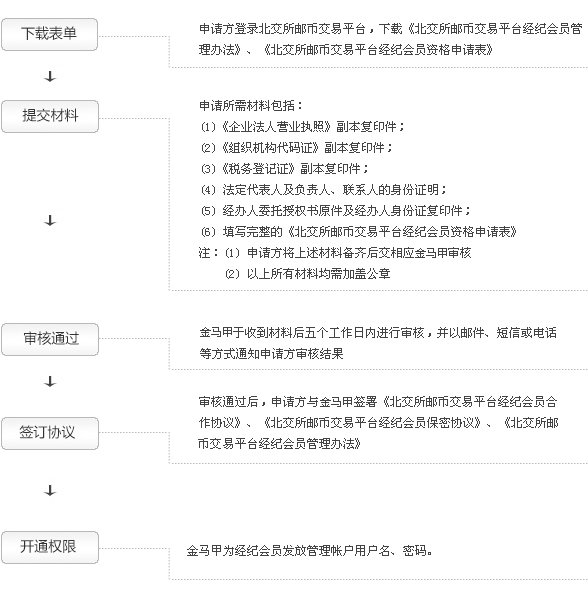 下载表单
申请方登录北交所邮币交易平台，下载《北交所邮币交易平台经纪会员管
理办法》、《北交所邮币交易平台经纪会员资格申请表》
提交材料
申请所需材料包括：
(1)《企业法人营业执照》副本复印件；
(2)《组织机构代码证》副本复印件；
(3)《税务登记证》副本复印件；
(4) 法定代表人及负责人、联系人的身份证明；
(5) 经办人委托授权书原件及经办人身份证复印件；
(6) 填写完整的《北交所邮币交易平台经纪会员资格申请表》
注：(1) 申请方将上述材料备齐后交相应金马甲审核
(2) 以上所有材料均需加盖公章
审核通过
金马甲于收到材料后五个工作日内进行审核，并以邮件、短信或电话
等方式通知申请方审核结果
签订协议
审核通过后，申请方与金马甲签署《北交所邮币交易平台经纪会员合
作协议》、《北交所邮币交易平台经纪会员保密协议》、《北交所邮
币交易平台经纪会员管理办法》
开通权限
金马甲为经纪会员发放管理帐户用户名、密码。